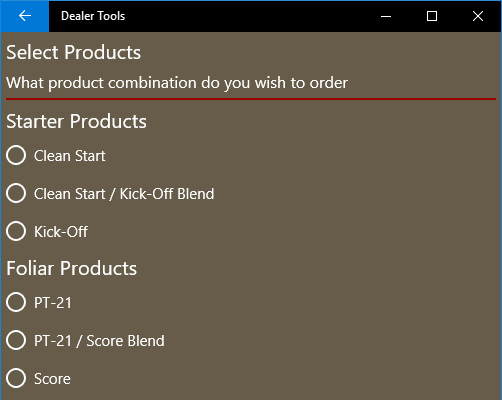 Dealer Tools
Select Products
What product combination do you wish to order
Starter Products
Clean Start
Clean Start / Kick-Off Blend
Kick-Off
Foliar Products
PT-21
PT-21 / Score Blend
Score